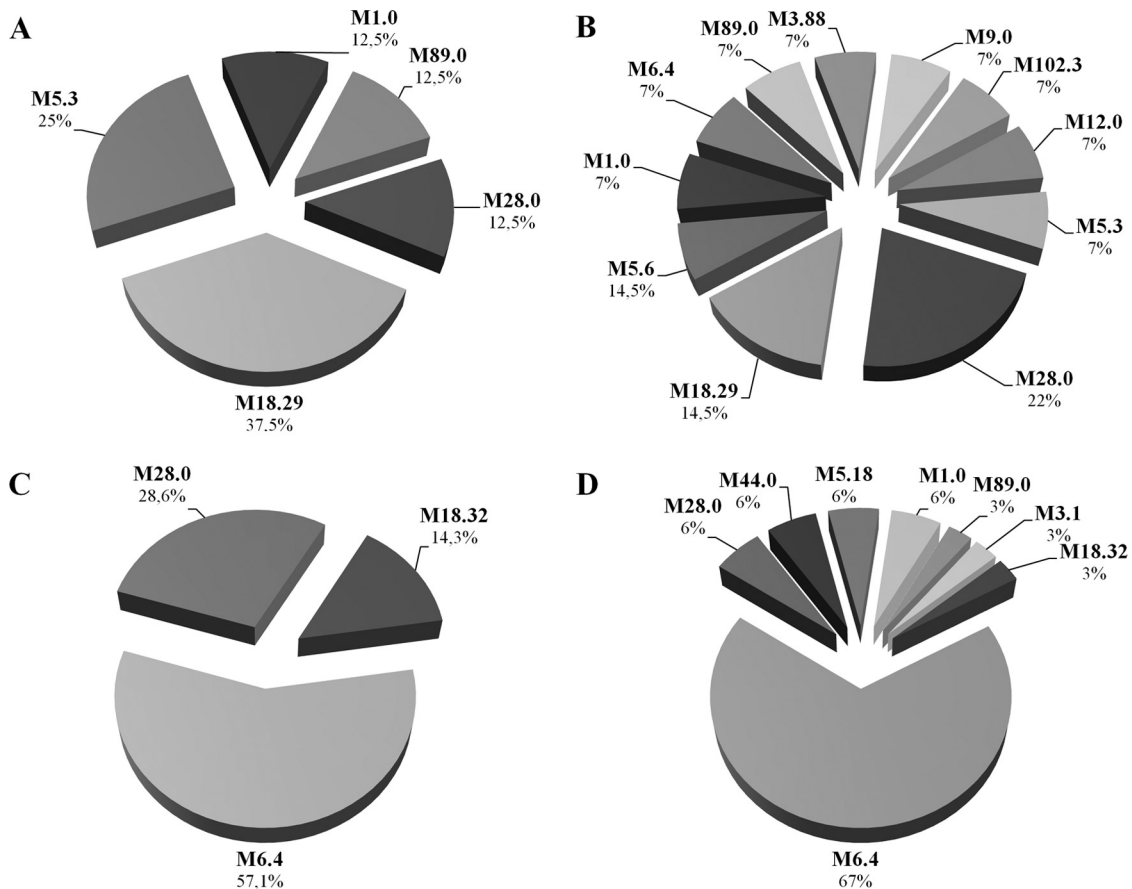 A
M1.0
12,5%
M89.0
12,5%
M5.3
25%
M28.0
12,5%
M18.29
37,5%
B
M3.88
7%
M89.0
7%
M9.0
7%
M102.3
7%
M6.4
7%
M12.0
7%
M1.0
7%
M5.3
7%
M5.6
14,5%
M18.29
14,5%
M28.0
22%
C
M28.0
28,6%
M18.32
14,3%
M6.4
57,1%
D
M44.0
6%
M5.18
6%
M1.0
6%
M89.0
3%
M28.0
6%
M3.1
3%
M18.32
3%
M6.4
67%